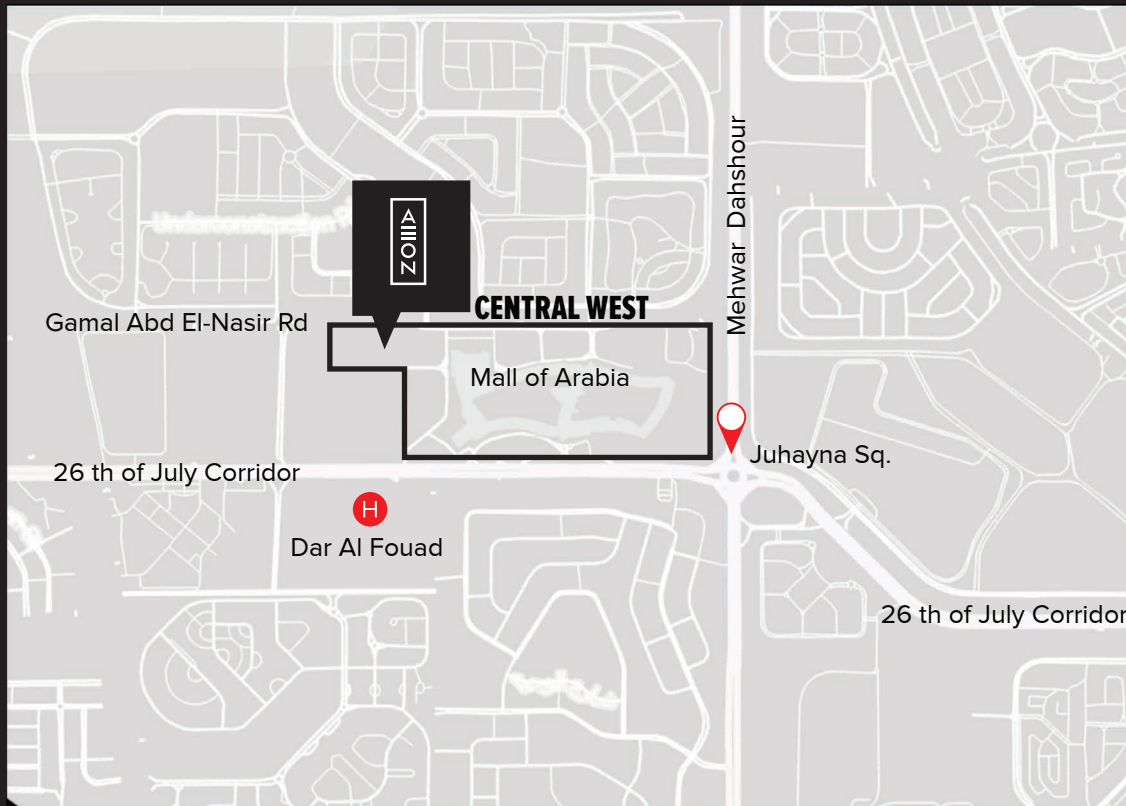 Mehwar Dahshour
Underconstruction
CENTRAL WEST
Gamal Abd El-Nasir Rd
Mall of Arabia
Juhayna Sq.
26 th of July Corridor
H
Dar Al Fouad
26 th of July Corridor